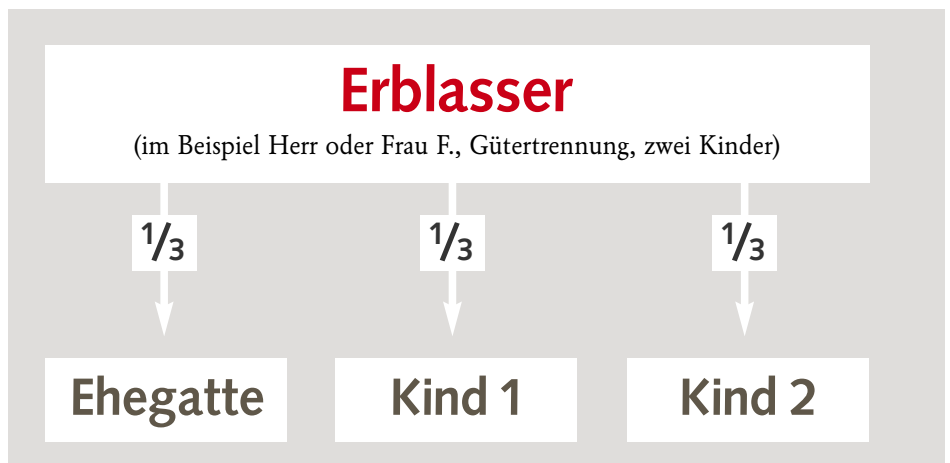 Erblasser
(im Beispiel Herr oder Frau F., Gütertrennung, zwei Kinder)
1/3 1/3 1/3
Ehegatte Kind 1 Kind 2